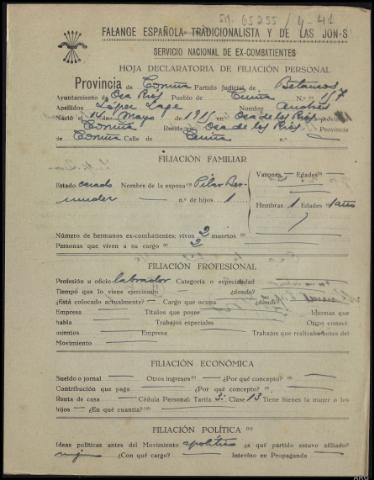 SM. 65255 / 4-41
FALANGE ESPAÑOLA TRADICIONALISTA Y DE LAS JON-S
SERVICIO NACIONAL DE EX-COMBATIENTES
HOJA DECLARATORIA DE FILIACIÓN PERSONAL
Provincia de Coruña Partido Judicial de Betanzos
Ayuntamiento de Oza Ríos Pueblo de Cuiña N.º 157
Apellidos López Lage Nombre Andrés
Nació el 14 de Mayo de 1915 en Oza de los Ríos
Coruña Reside en Oza de los Ríos Provincia
de Coruña Calle Cuiña N.º
FILIACIÓN FAMILIAR
Estado casado Nombre de la esposa Pilar
n.º de hijos 1
Varones Edades
Hembras 1 Edades 1 año
Número de hermanos ex-combatientes: vivos 2 muertos
Personas que viven a su cargo 2
FILIACIÓN PROFESIONAL
Profesión u oficio labrador Categoría o especialidad
Tiempo que lo viene ejerciendo ¿dónde?
¿Está colocado actualmente? Cargo que ocupa ¿dónde?
Empresa Títulos que posee Idiomas que
habla Trabajos especiales Organi
mientos Empresa Trabajos que realizaba antes del
Movimiento
FILIACIÓN ECONÓMICA
Sueldo o jornal Otros ingresos ¿Por qué concepto?
Contribución que paga ¿Por qué concepto?
Renta de casa Cédula Personal: Tarifa Clase 13 Tiene bienes la mujer o los
hijos ¿En qué cuantía?
FILIACIÓN POLÍTICA
Ideas políticas antes del Movimiento apolítico ¿a qué partido estuvo afiliado?
ninguno ¿Con qué cargo? Intervino en Propaganda